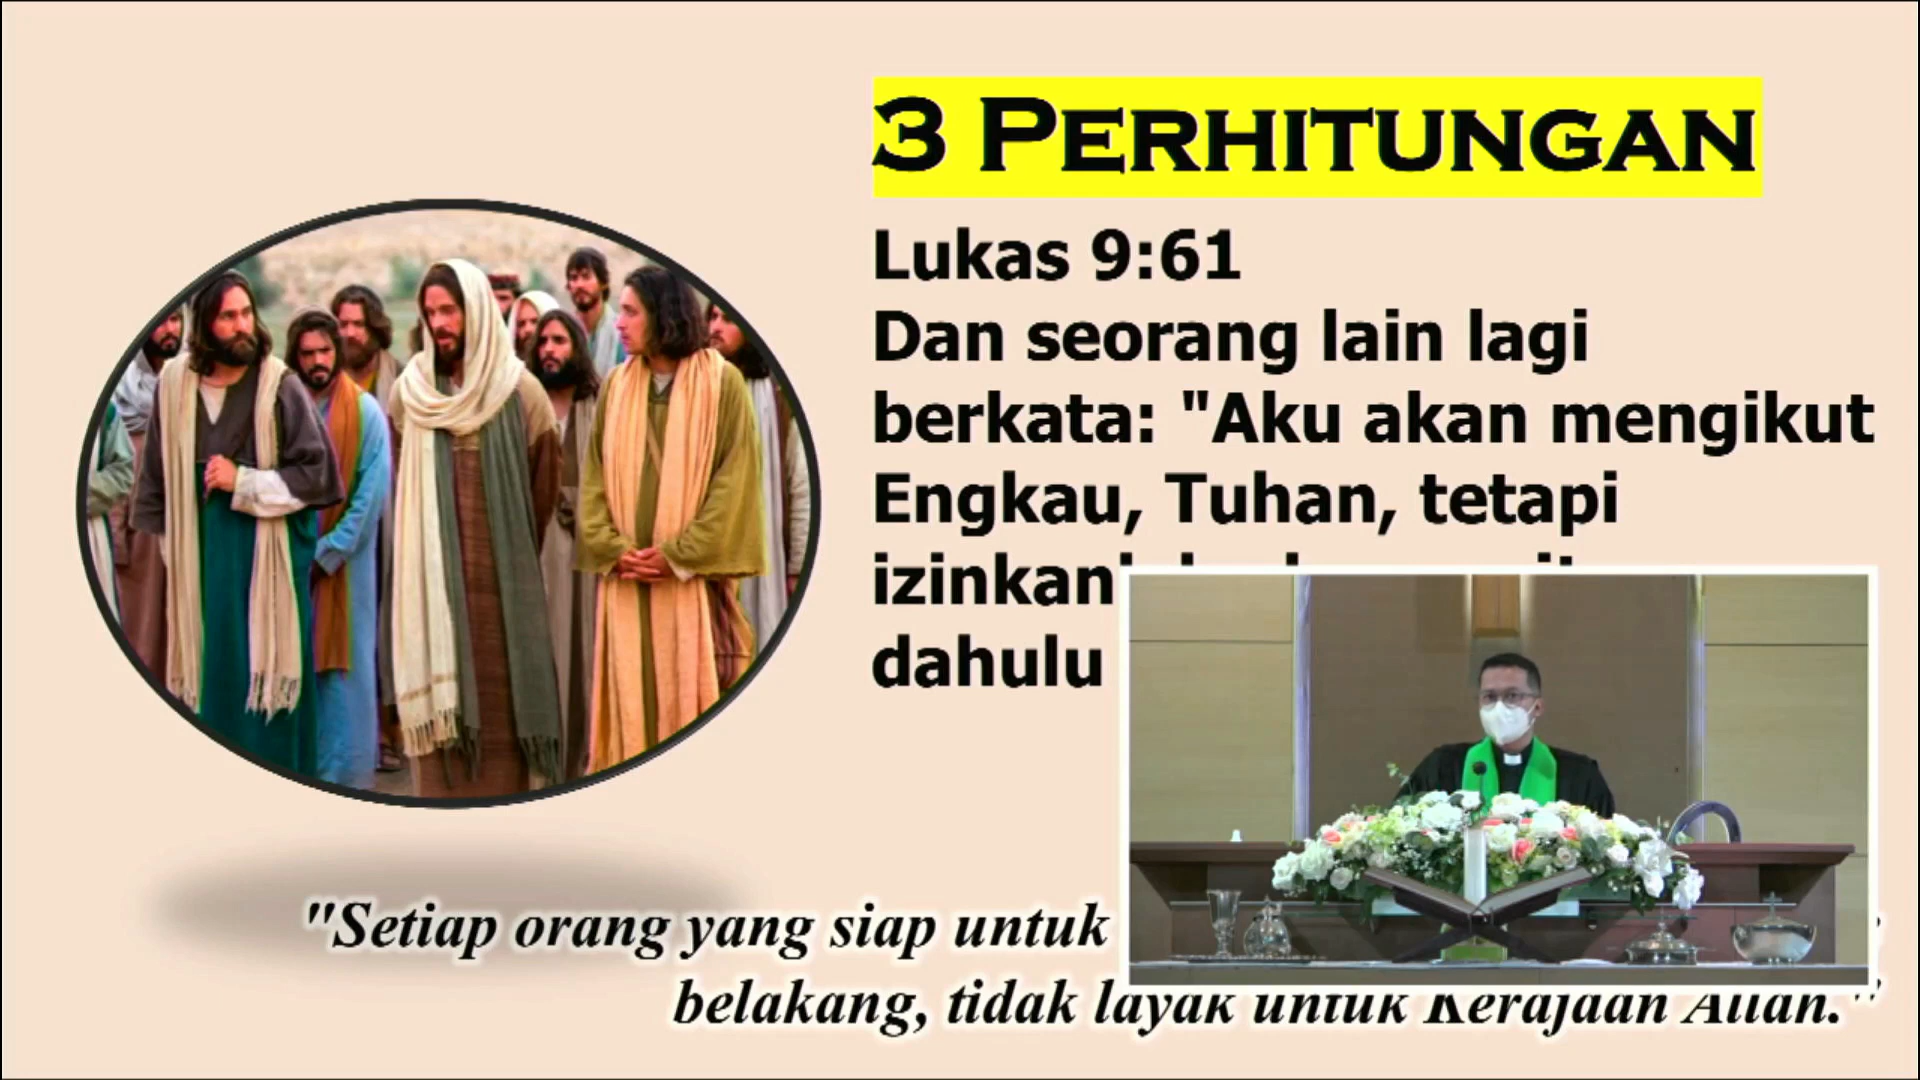 3 PERHITUNGAN
Lukas 9:61
Dan seorang lain lagi
berkata: "Aku akan mengikut
Engkau, Tuhan, tetapi
izinkan
dahulu
"Setiap orang yang siap untuk
belakang, tidak layak untuk Kerajaan Allah."